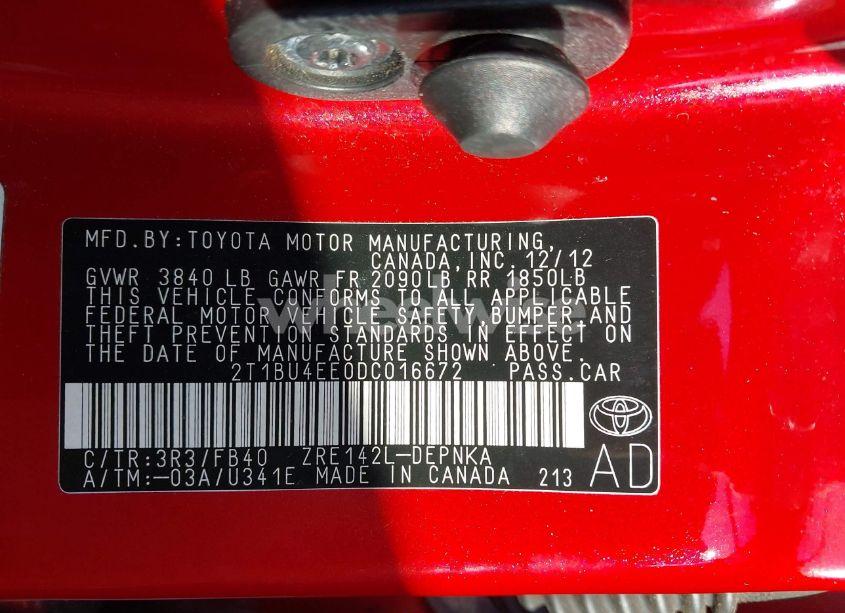 MFD.BY:TOYOTA MOTOR MANUFACTURING,
CANADA,INC.12/12
GVWR 3840 LB GAWR FR 2090LB RR 1850LB
THIS VEHICLE CONFORMS TO ALL APPLICABLE
FEDERAL MOTOR VEHICLE SAFETY,BUMPER,AND
THEFT PREVENTION STANDARDS IN EFFECT ON
THE DATE OF MANUFACTURE SHOWN ABOVE.
2T1BU4EE0DC016672 PASS.CAR
C/TR:3R3/FB40 ZRE142L-DEPNKA
A/TM:-03A/U341E MADE IN CANADA 213
AD